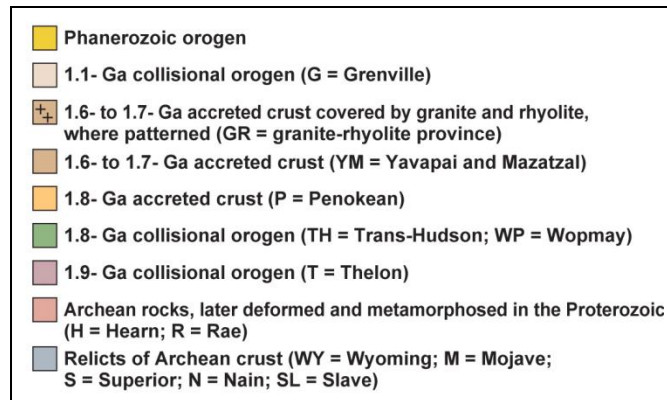 Phanerozoic orogen
1.1- Ga collisional orogen (G = Grenville)
1.6- to 1.7- Ga accreted crust covered by granite and rhyolite,
where patterned (GR = granite-rhyolite province)
1.6- to 1.7- Ga accreted crust (YM = Yavapai and Mazatzal)
1.8- Ga accreted crust (P = Penokean)
1.8- Ga collisional orogen (TH = Trans-Hudson; WP = Wopmay)
1.9- Ga collisional orogen (T = Thelon)
Archean rocks, later deformed and metamorphosed in the Proterozoic
(H = Hearn; R = Rae)
Relicts of Archean crust (WY = Wyoming; M = Mojave;
S = Superior; N = Nain; SL = Slave)